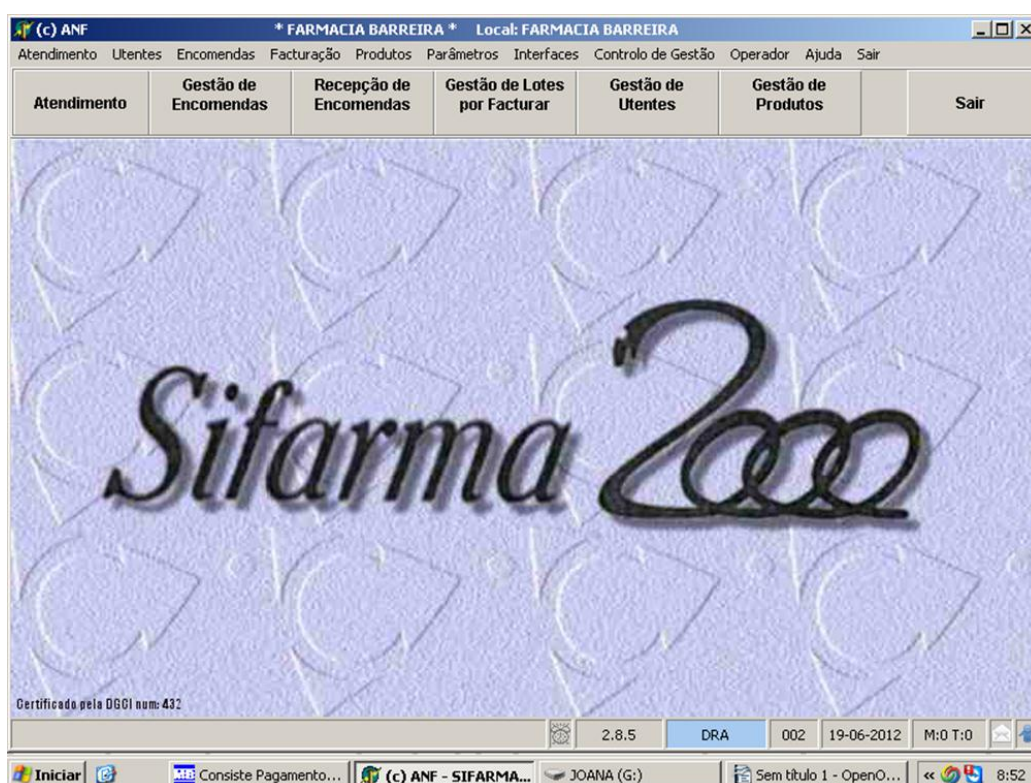 (c) ANF * FARMACIA BARREIRA * Local: FARMACIA BARREIRA
Atendimento Utentes Encomendas Facturação Produtos Parâmetros Interfaces Controlo de Gestão Operador Ajuda Sair
Atendimento
Gestão de
Encomendas
Recepção de
Encomendas
Gestão de Lotes
por Facturar
Gestão de
Utentes
Gestão de
Produtos
Sair
Sifarma 2000
Certificado pela DGCI num: 432
2.8.5 DRA 002 19-06-2012 M:0 T:0
Iniciar Consiste Pagamento... (c) ANF - SIFARMA... JOANA (G:) Sem título 1 - OpenO... « 8:52